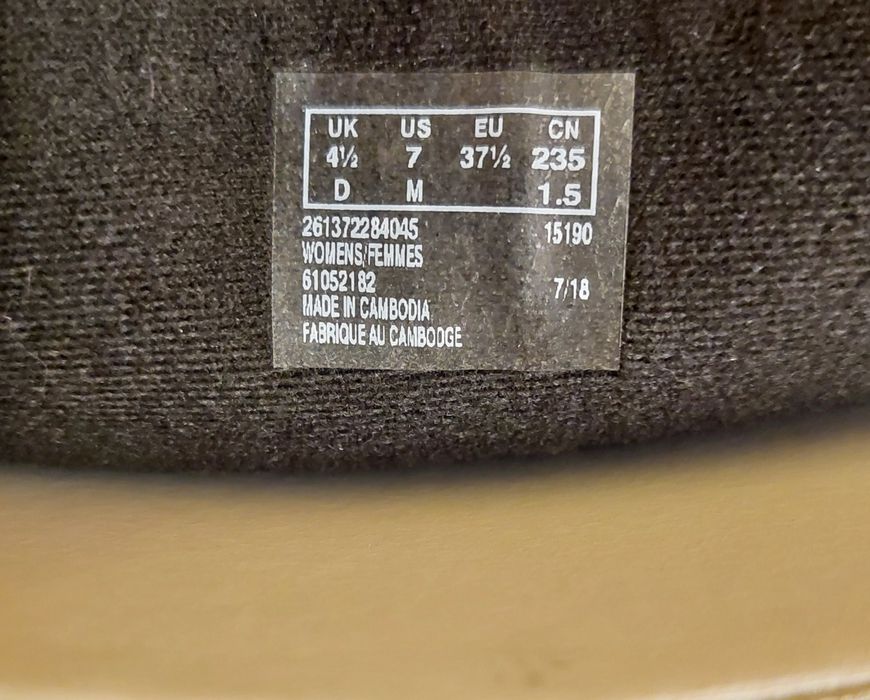 UK US EU CN
4½ 7 37½ 235
D M 1.5
261372284045 15190
WOMENS/FEMMES
61052182 7/18
MADE IN CAMBODIA
FABRIQUE AU CAMBODGE